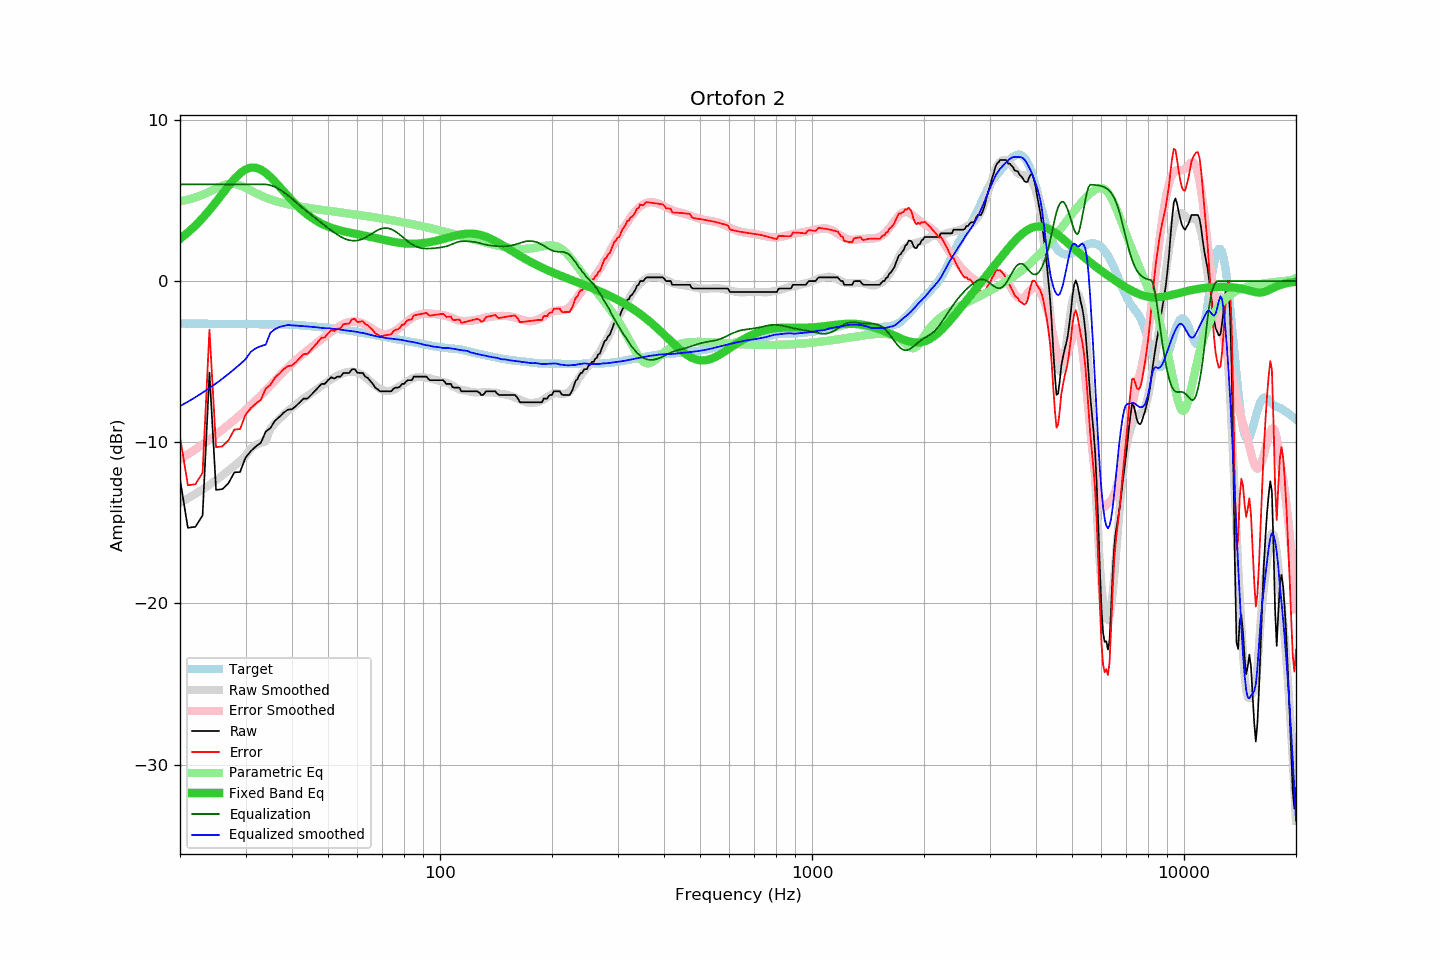 Ortofon 2
10
0
−10
−20
−30
Amplitude (dBr)
Target
Raw Smoothed
Error Smoothed
Raw
Error
Parametric Eq
Fixed Band Eq
Equalization
Equalized smoothed
100
1000
10000
Frequency (Hz)